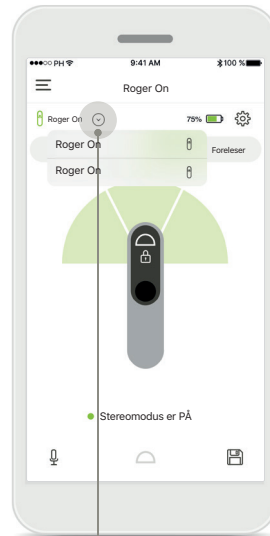 PH 9:41 AM 100 %
Roger On
Roger On 75%
Roger On Foreleser
Roger On
Stereomodus er PÅ